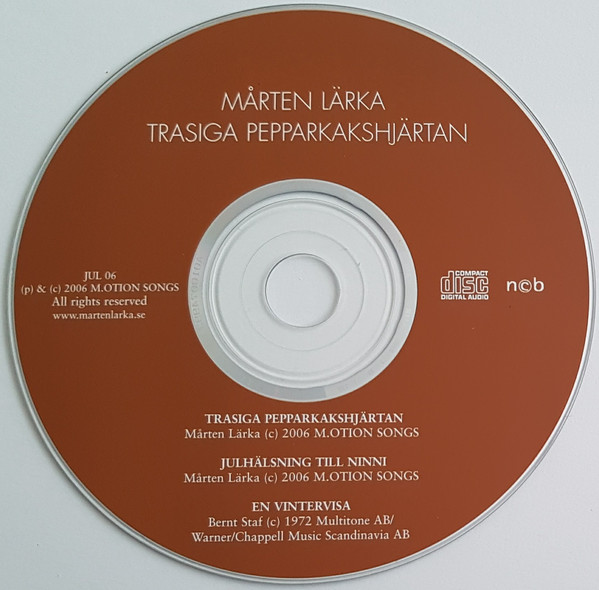 MÅRTEN LÄRKA
TRASIGA PEPPARKAKSHJÄRTAN
JUL 06
(p) & (c) 2006 M.OTION SONGS
All rights reserved
www.martenlarka.se
COMPACT
disc
DIGITAL AUDIO
n©b
TRASIGA PEPPARKAKSHJÄRTAN
Mårten Lärka (c) 2006 M.OTION SONGS
JULHÄLSNING TILL NINNI
Mårten Lärka (c) 2006 M.OTION SONGS
EN VINTERVISA
Bernt Staf (c) 1972 Multitone AB/
Warner/Chappell Music Scandinavia AB